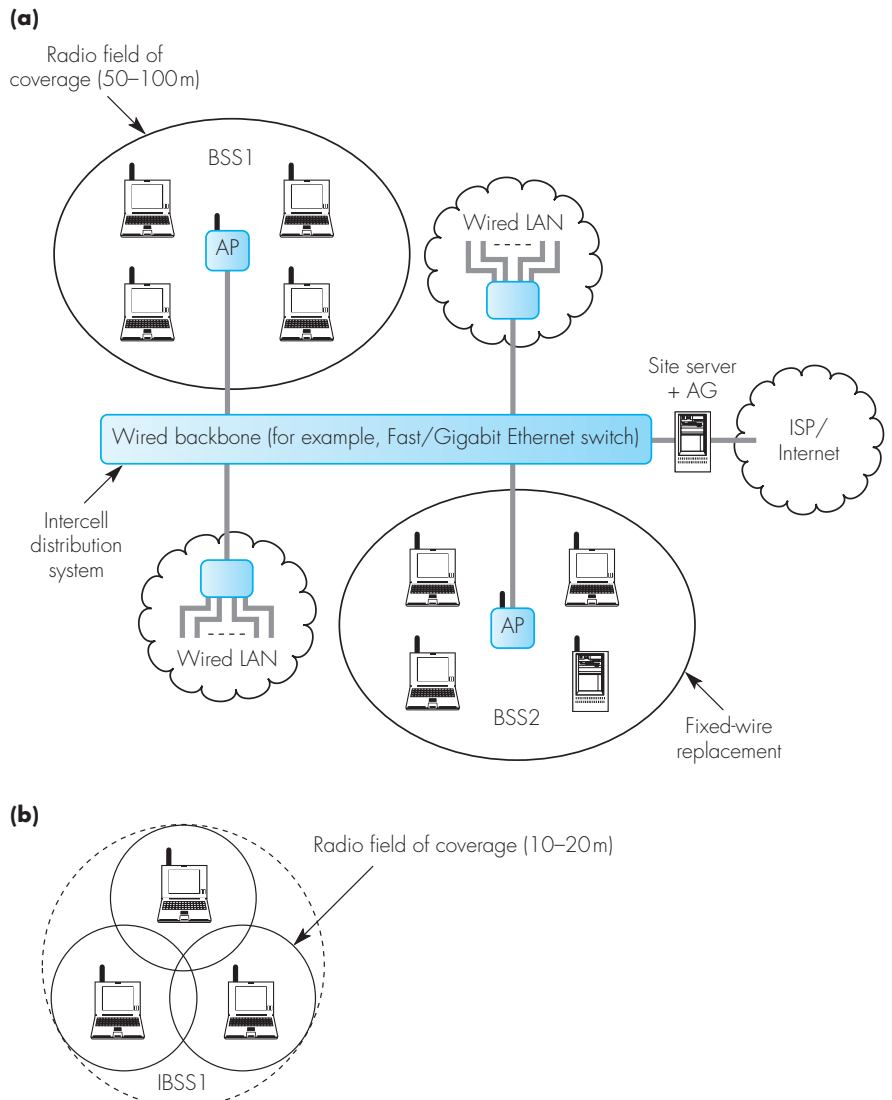 (a)
Radio field of
coverage (50–100m)
BSS1
AP
Wired LAN
Site server
+ AG
ISP/
Internet
Wired backbone (for example, Fast/Gigabit Ethernet switch)
Intercell
distribution
system
Wired LAN
AP
BSS2
Fixed-wire
replacement
(b)
Radio field of coverage (10–20m)
IBSS1